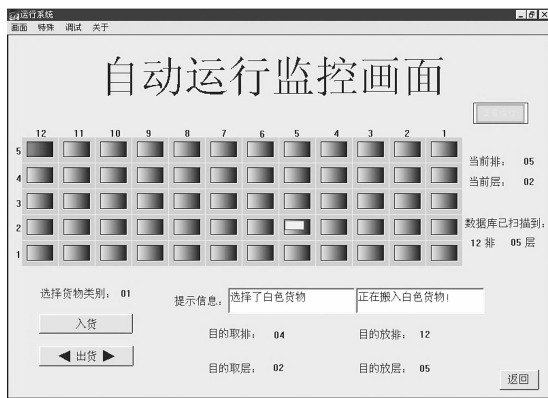 运行系统
画面 特殊 调试 关于
自动运行监控画面
12 11 10 9 8 7 6 5 4 3 2 1
5
4
3
2
1
当前排： 05
当前层： 02
数据库已扫描到：
12 排 05 层
选择货物类别： 01
提示信息： 选择了白色货物 正在搬入白色货物！
入货
◀ 出货 ▶
目的取排： 04 目的放排： 12
目的取层： 02 目的放层： 05
返回